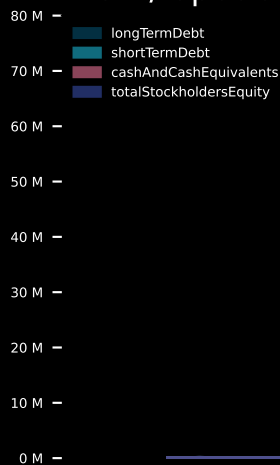 80 M
longTermDebt
shortTermDebt
70 M
cashAndCashEquivalents
totalStockholdersEquity
60 M
50 M
40 M
30 M
20 M
10 M
0 M